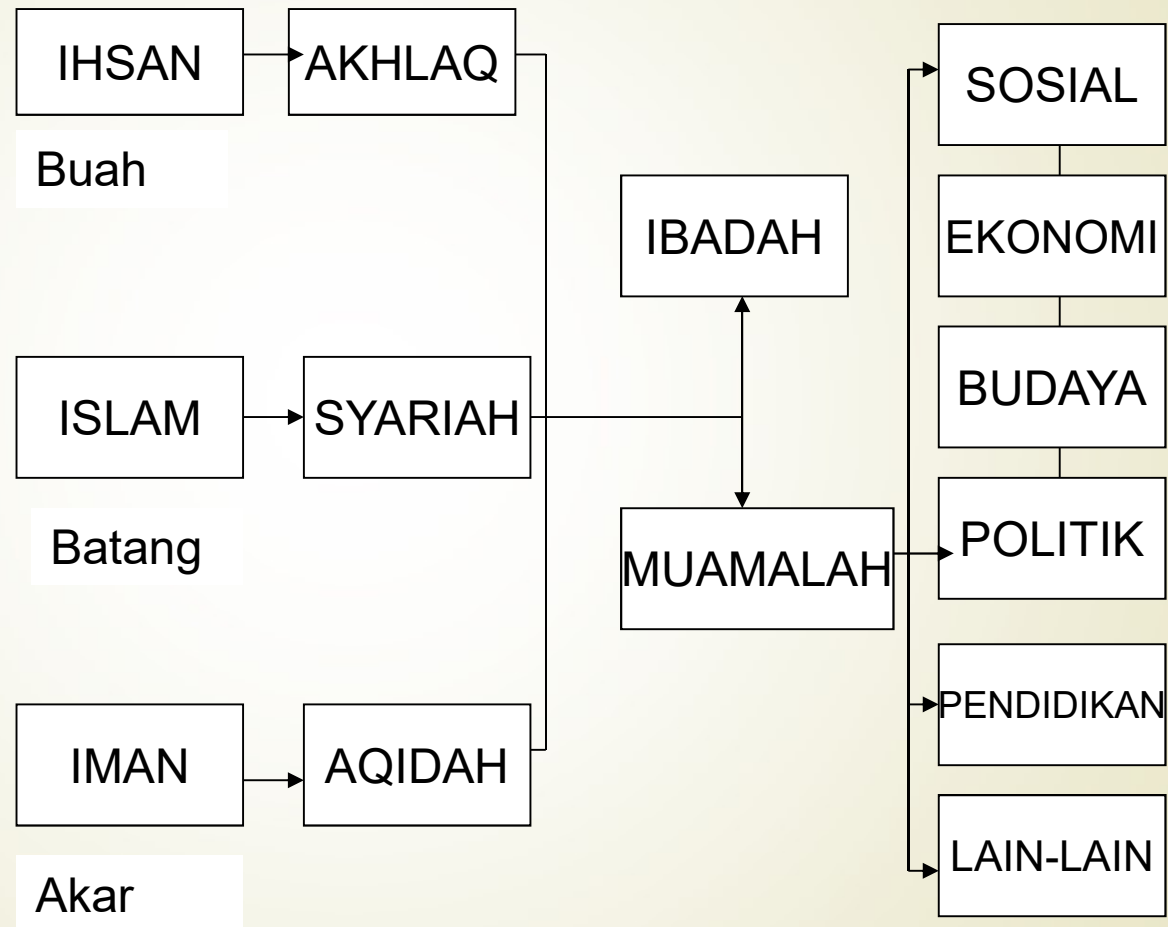 IHSAN
AKHLAQ
Buah
ISLAM
SYARIAH
Batang
IMAN
AQIDAH
Akar
IBADAH
MUAMALAH
SOSIAL
EKONOMI
BUDAYA
POLITIK
PENDIDIKAN
LAIN-LAIN